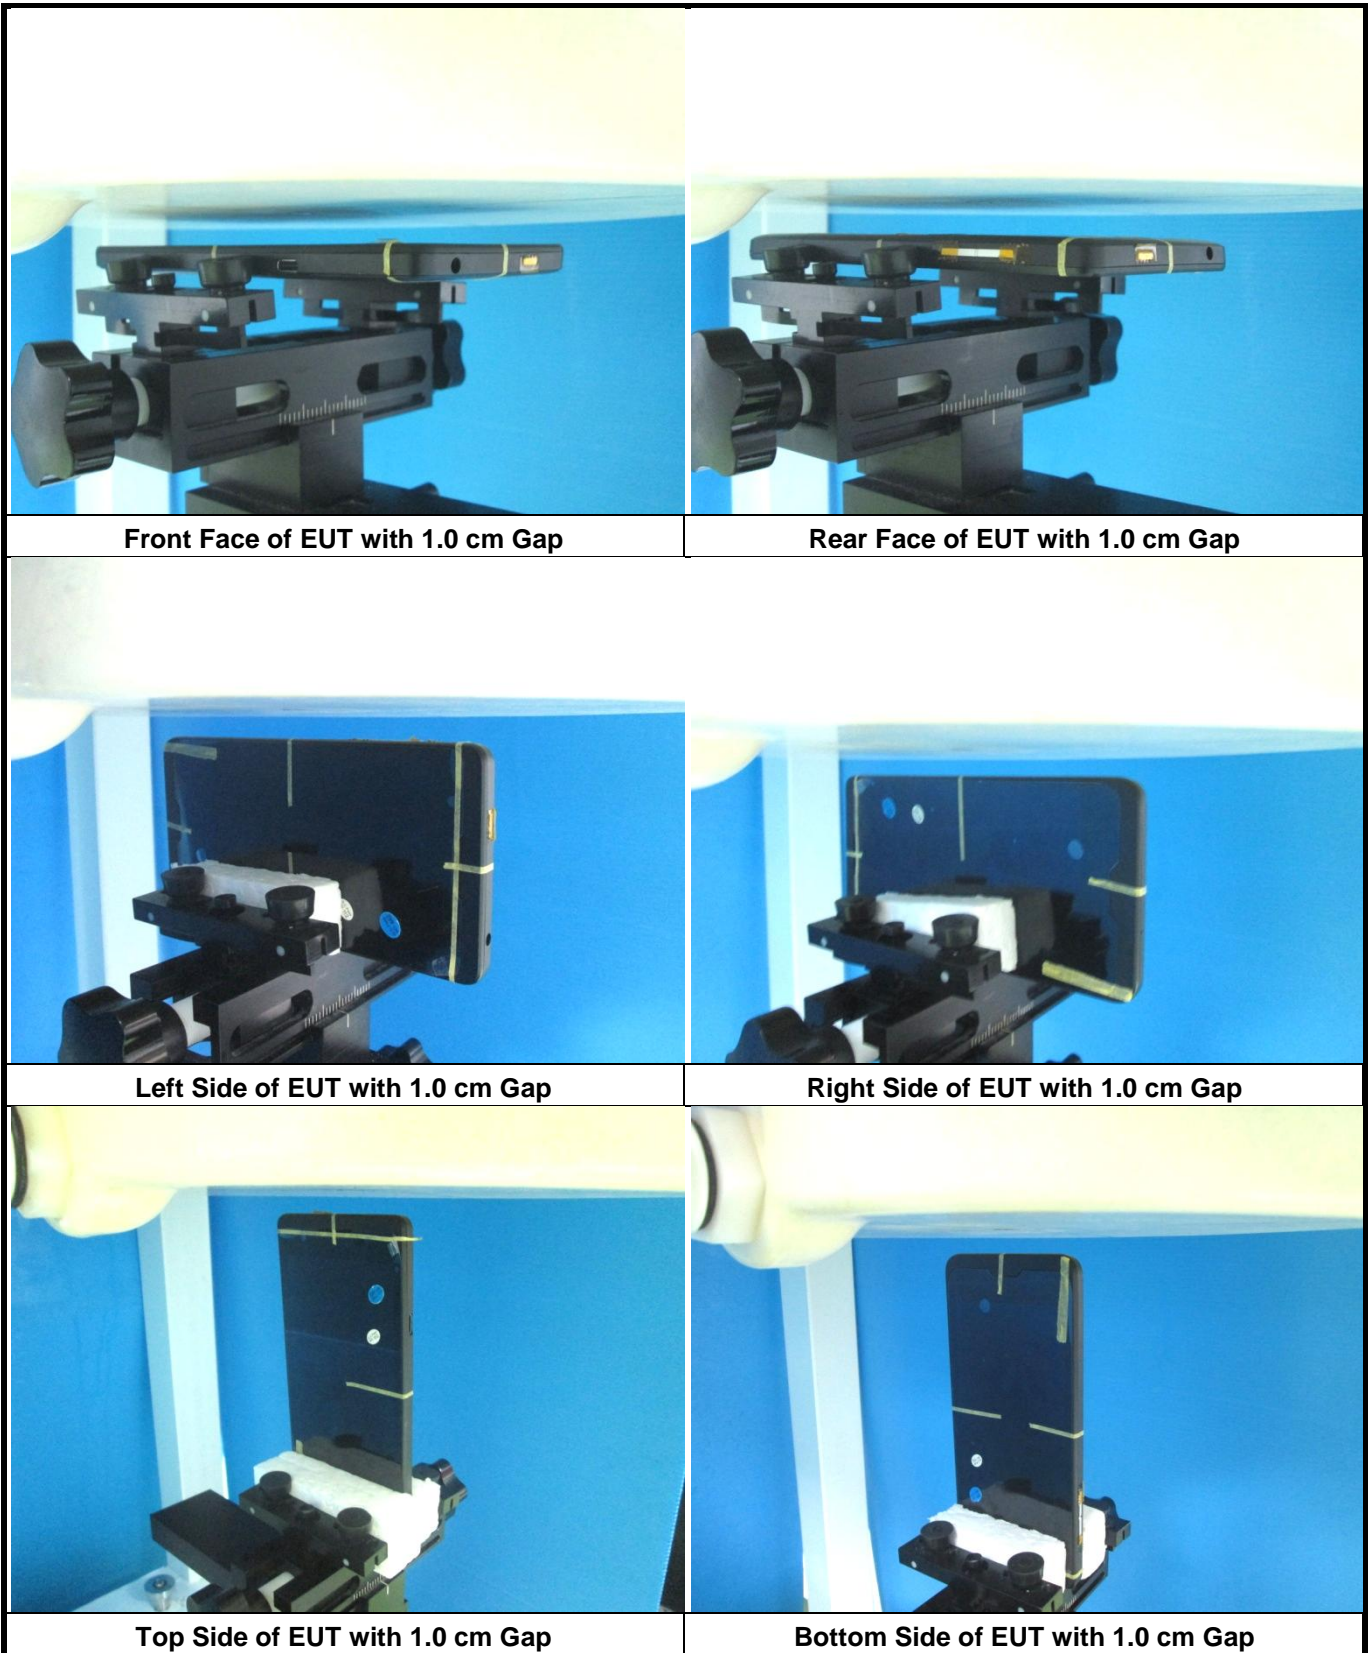 Front Face of EUT with 1.0 cm Gap
Rear Face of EUT with 1.0 cm Gap
Left Side of EUT with 1.0 cm Gap
Right Side of EUT with 1.0 cm Gap
Top Side of EUT with 1.0 cm Gap
Bottom Side of EUT with 1.0 cm Gap